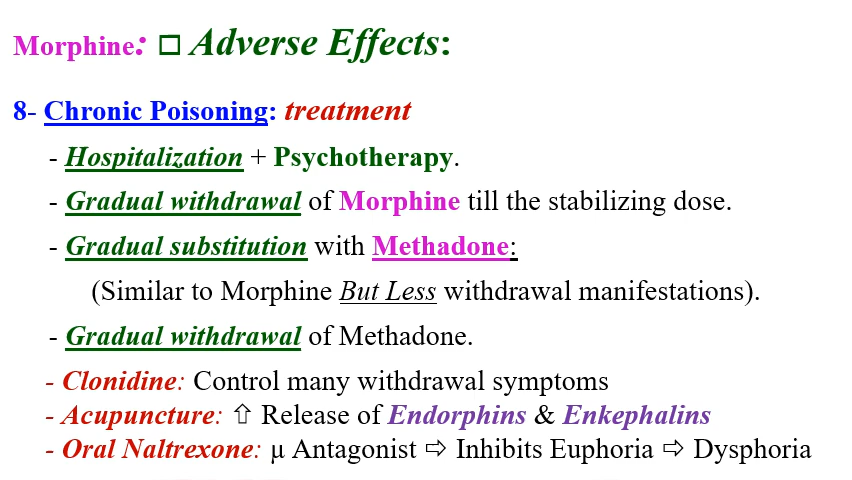 Morphine: □ Adverse Effects:
8- Chronic Poisoning: treatment
- Hospitalization + Psychotherapy.
- Gradual withdrawal of Morphine till the stabilizing dose.
- Gradual substitution with Methadone:
(Similar to Morphine But Less withdrawal manifestations).
- Gradual withdrawal of Methadone.
- Clonidine: Control many withdrawal symptoms
- Acupuncture: ⇧ Release of Endorphins & Enkephalins
- Oral Naltrexone: µ Antagonist ⇨ Inhibits Euphoria ⇨ Dysphoria